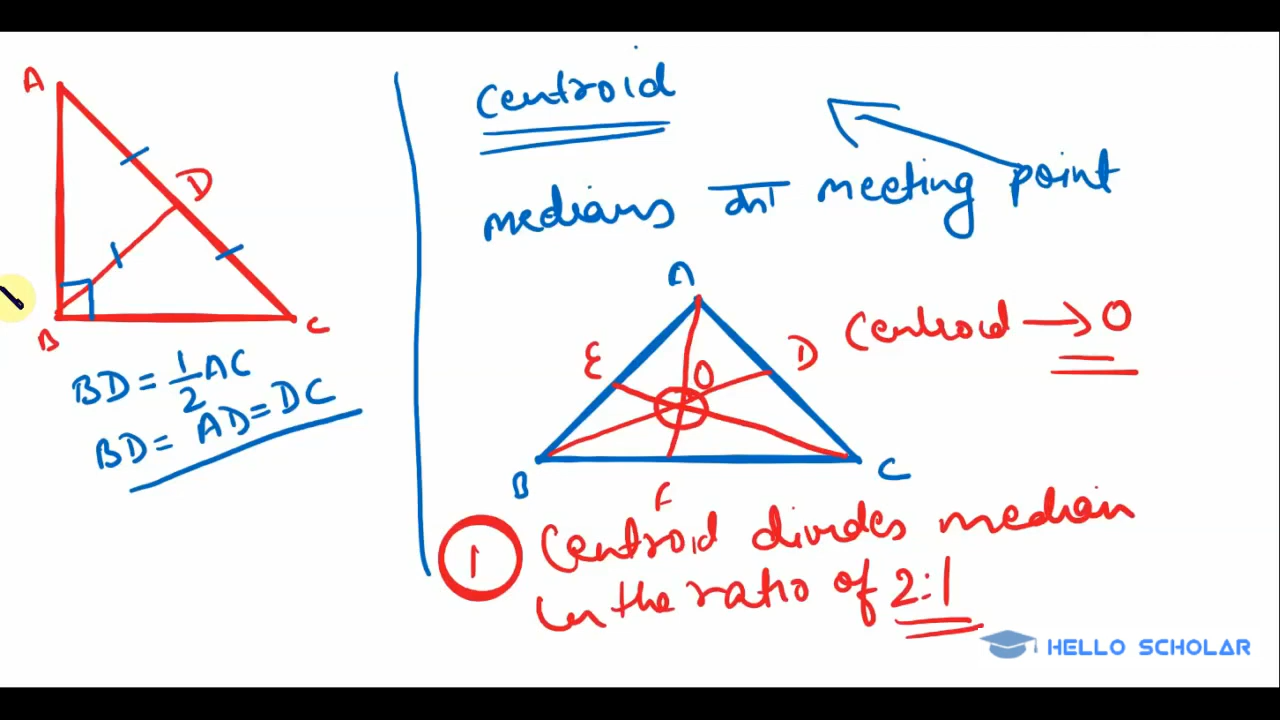 A
D
B
C
BD = 1/2 AC
BD = AD = DC
Centroid
medians का meeting point
A
E
D
O
Centroid → O
B
C
F
1 Centroid divides median
in the ratio of 2:1
HELLO SCHOLAR